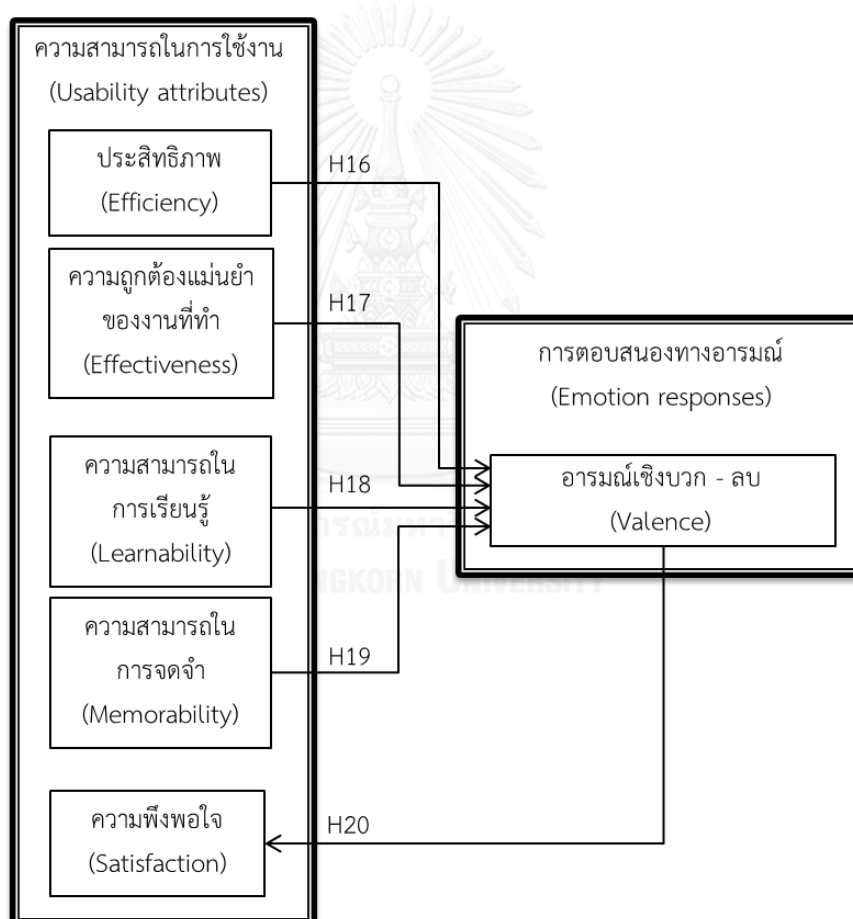 ความสามารถในการใช้งาน
(Usability attributes)
ประสิทธิภาพ
(Efficiency)
H16
ความถูกต้องแม่นยำ
ของงานที่ทำ
(Effectiveness)
H17
ความสามารถใน
การเรียนรู้
(Learnability)
H18
ความสามารถใน
การจดจำ
(Memorability)
H19
ความพึงพอใจ
(Satisfaction)
H20
การตอบสนองทางอารมณ์
(Emotion responses)
อารมณ์เชิงบวก - ลบ
(Valence)
UNIVERSITY